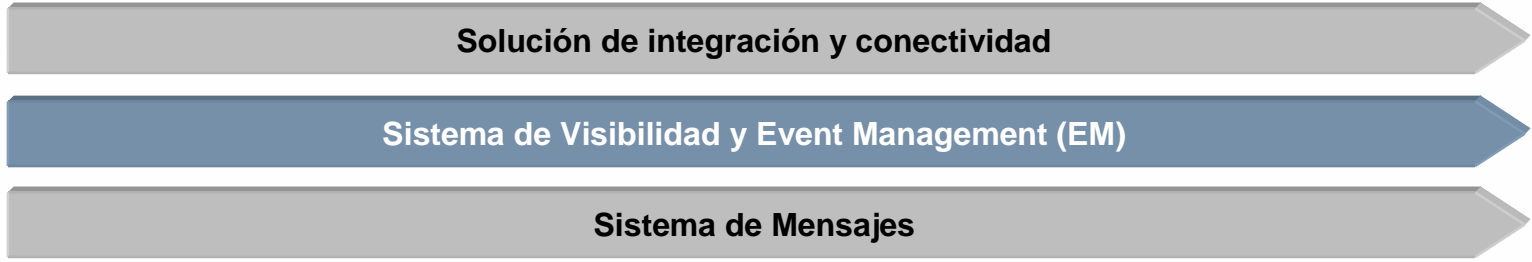 Solución de integración y conectividad
Sistema de Visibilidad y Event Management (EM)
Sistema de Mensajes